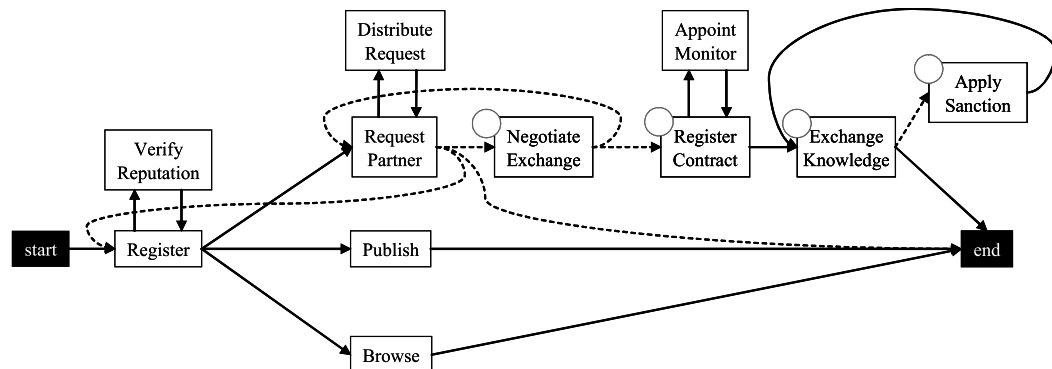 Distribute
Request
Appoint
Monitor
Apply
Sanction
Request
Partner
Negotiate
Exchange
Register
Contract
Exchange
Knowledge
Verify
Reputation
start
Register
Publish
end
Browse